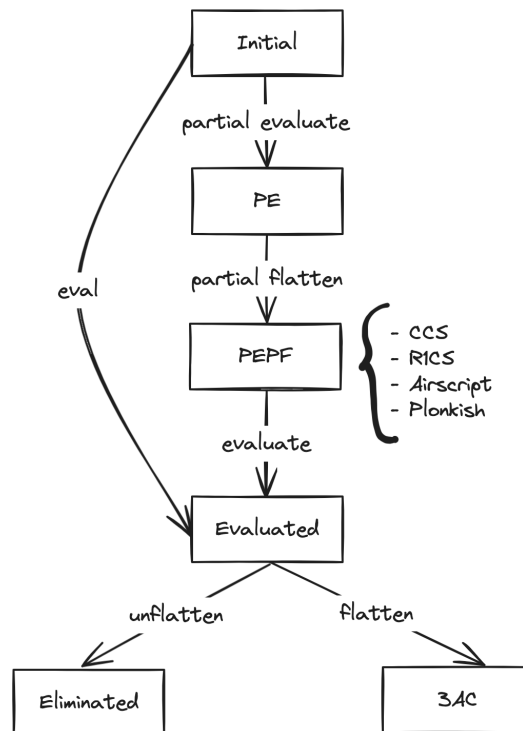 Initial
partial evaluate
PE
eval
partial flatten
PEPF
- CCS
- R1CS
- Airscript
- Plonkish
evaluate
Evaluated
unflatten
flatten
Eliminated
3AC